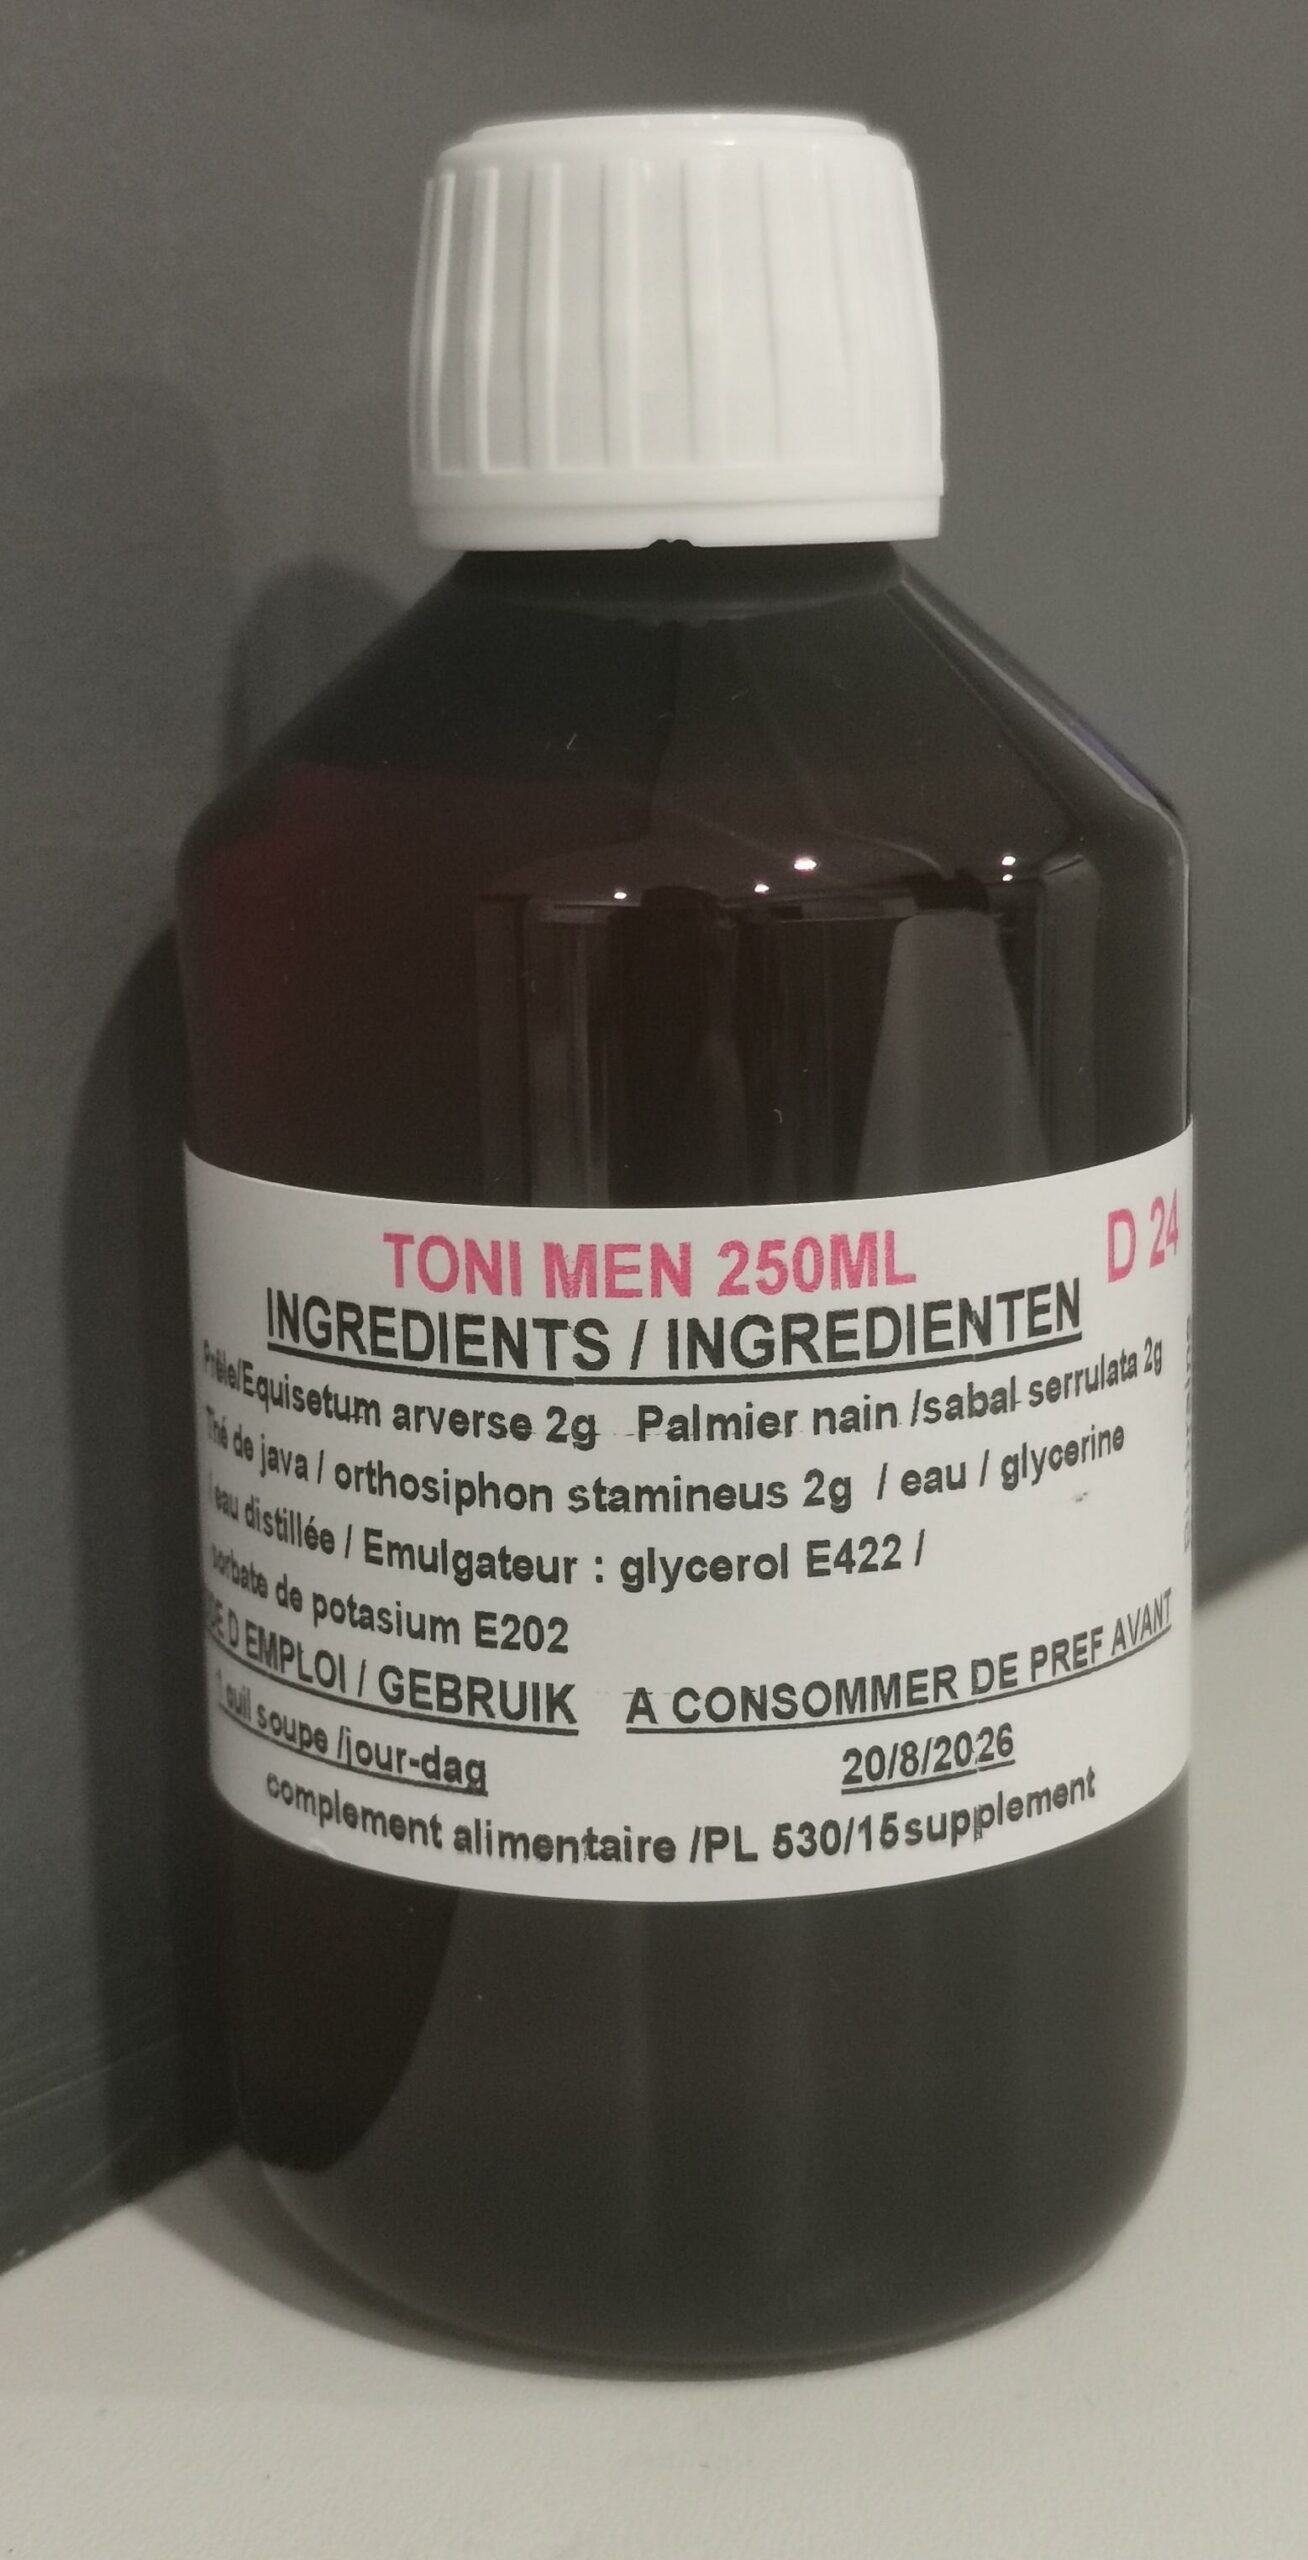 TONI MEN 250ML
D 24
INGREDIENTS / INGREDIENTEN
Prêle/Equisetum arverse 2g Palmier nain /sabal serrulata 2g
Thé de java / orthosiphon stamineus 2g / eau / glycerine
/ eau distillée / Emulgateur : glycerol E422 /
sorbate de potasium E202
DE D EMPLOI / GEBRUIK
A CONSOMMER DE PREF AVANT
1 cuil soupe /jour-dag
20/8/2026
complement alimentaire /PL 530/15supplement